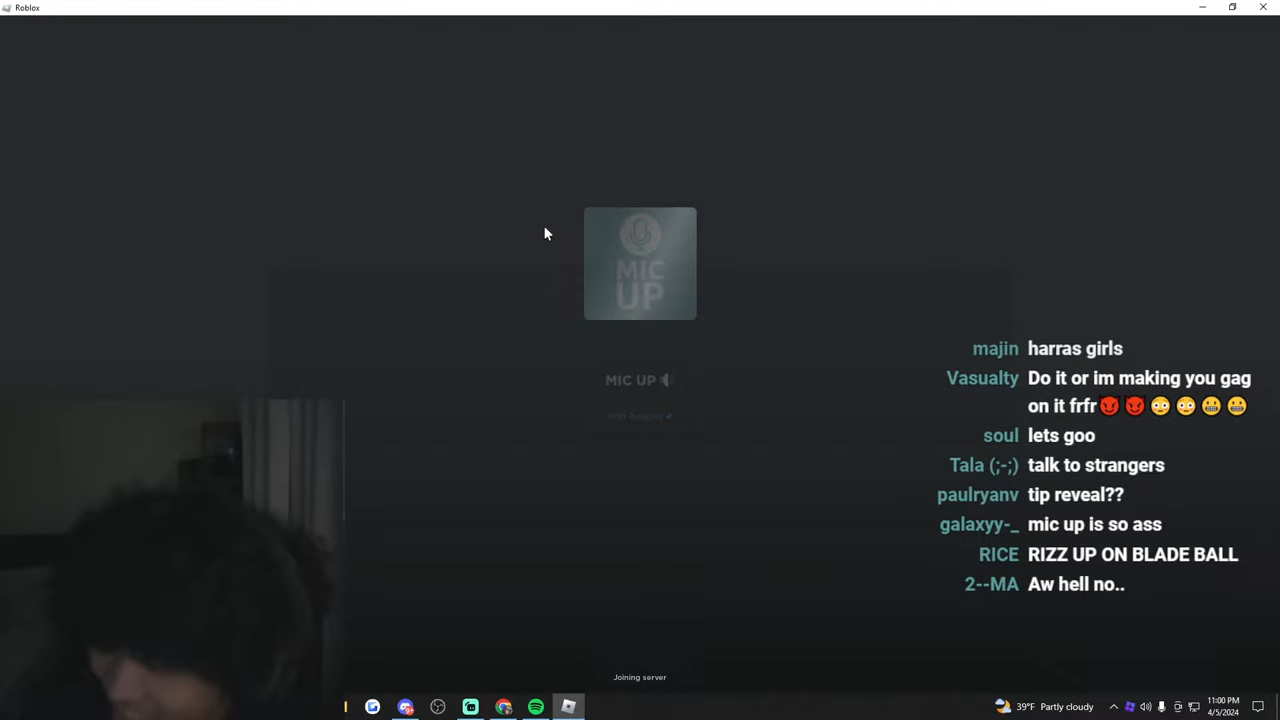 Roblox
MIC
UP
MIC UP
majin harras girls
Vasualty Do it or im making you gag
on it frfr😈😈😳😳😬😬
soul lets goo
Tala (;-;) talk to strangers
paulryanv tip reveal??
galaxyy-_ mic up is so ass
RICE RIZZ UP ON BLADE BALL
2--MA Aw hell no..
Joining server
39°F Partly cloudy
11:00 PM
4/5/2024